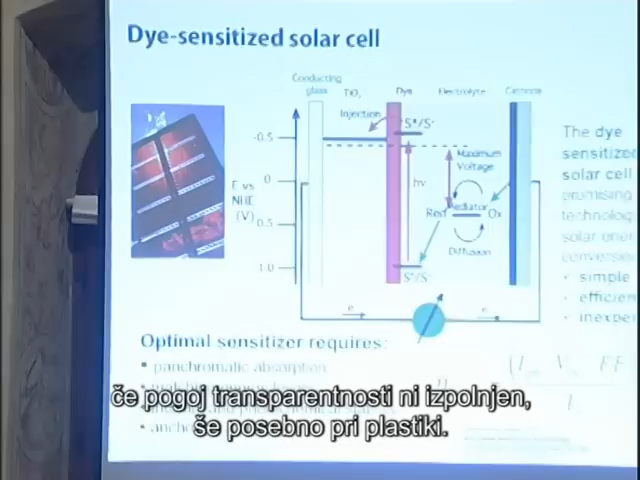 Dye-sensitized solar cell
Conducting
glass
TiO₂
Dye
Electrolyte
Cathode
Injection
S*/S⁺
-0.5
0
0.5
1.0
E vs
NHE
(V)
Maximum
Voltage
hν
Red
Mediator
Ox
Diffusion
S°/S⁺
e⁻
e⁻
The dye
sensitized
solar cell
promising
technolog
solar ener
conversio
• simple
• efficien
• inexpe
Optimal sensitizer requires:
• panchromatic absorption
če pogoj transparentnosti ni izpolnjen,
še posebno pri plastiki.